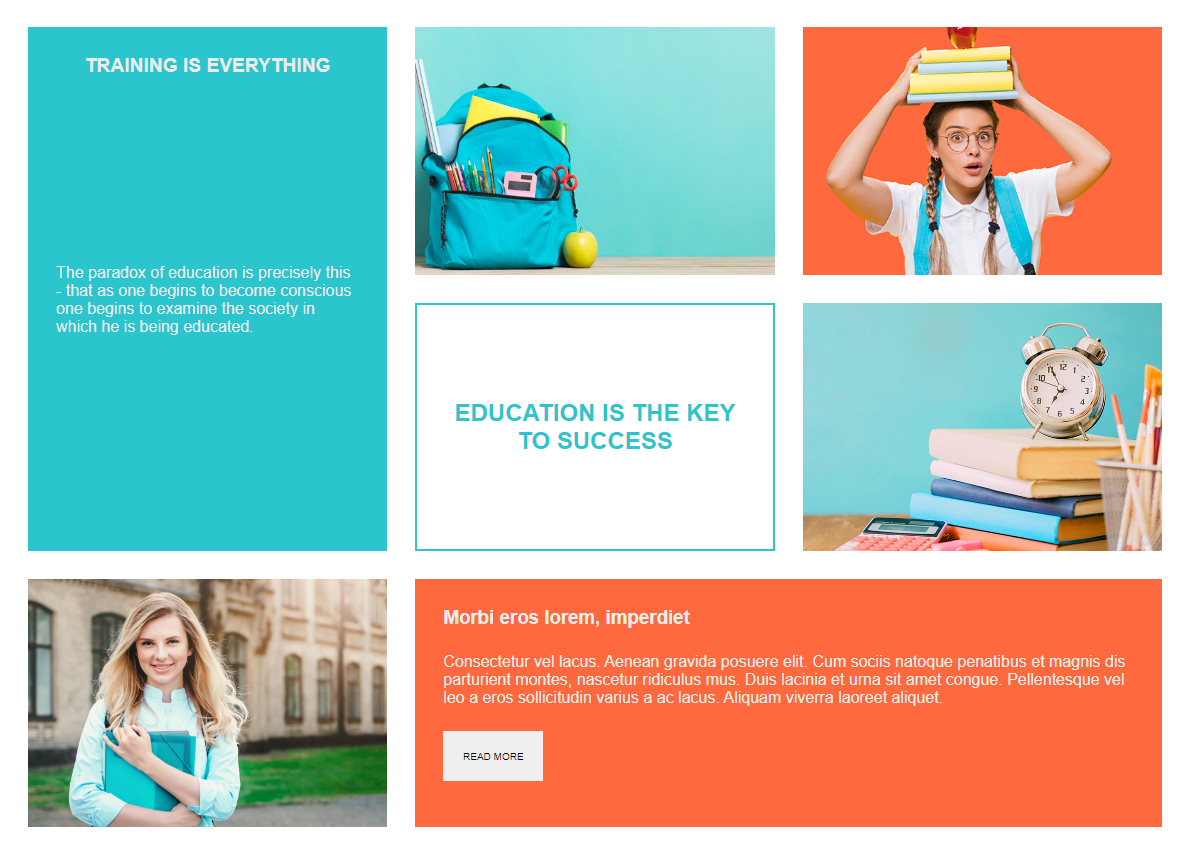 TRAINING IS EVERYTHING
The paradox of education is precisely this
- that as one begins to become conscious
one begins to examine the society in
which he is being educated.
EDUCATION IS THE KEY
TO SUCCESS
Morbi eros lorem, imperdiet
Consectetur vel lacus. Aenean gravida posuere elit. Cum sociis natoque penatibus et magnis dis
parturient montes, nascetur ridiculus mus. Duis lacinia et urna sit amet congue. Pellentesque vel
leo a eros sollicitudin varius a ac lacus. Aliquam viverra laoreet aliquet.
READ MORE